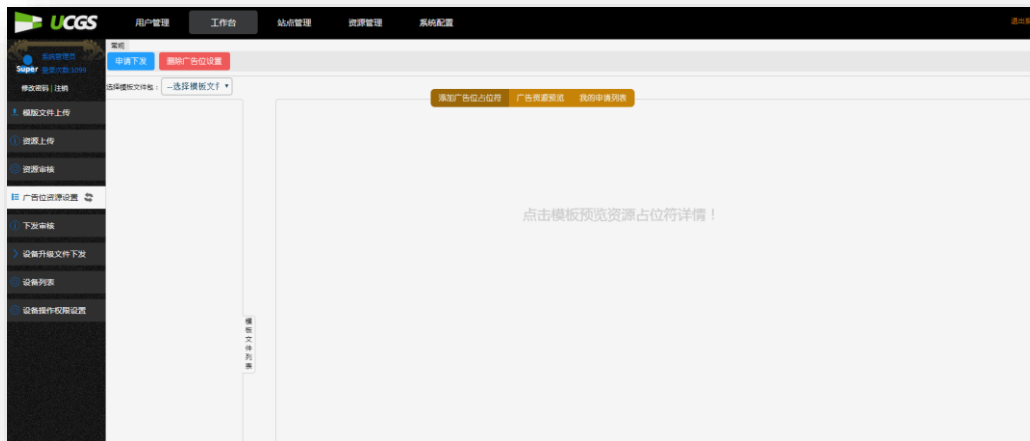 UCGS
用户管理 工作台 站点管理 资源管理 系统配置
常规
系统管理员
Super
修改密码 | 注销
申请下发 删除广告位设置
选择模板文件包: --选择模板文件
模版文件上传
资源上传
资源审核
广告位资源设置
下发审核
设备升级文件下发
设备列表
设备操作权限设置
添加广告位占位符 广告资源预览 我的申请列表
点击模板预览资源占位符详情！
模板文件列表